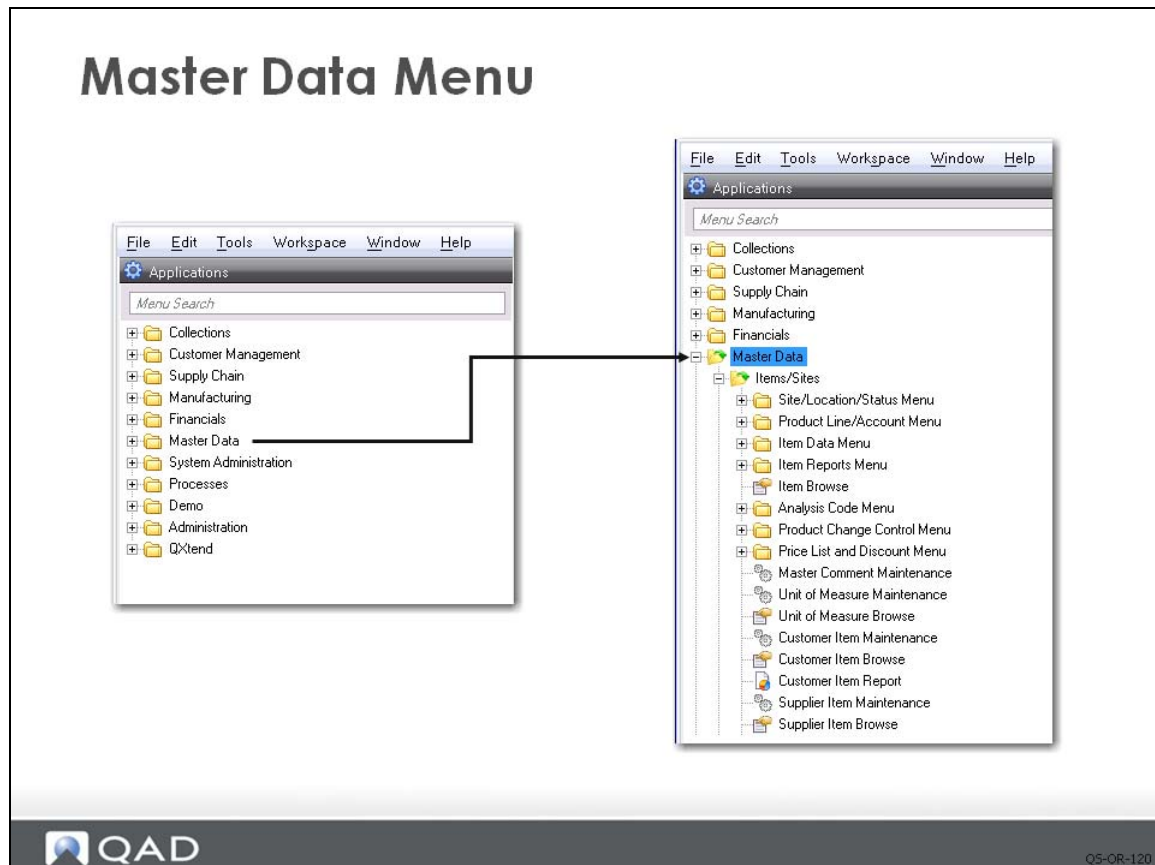 Master Data Menu
File Edit Tools Workspace Window Help
Applications
Menu Search
Collections
Customer Management
Supply Chain
Manufacturing
Financials
Master Data
System Administration
Processes
Demo
Administration
QXtend
File Edit Tools Workspace Window Help
Applications
Menu Search
Collections
Customer Management
Supply Chain
Manufacturing
Financials
Master Data
Items/Sites
Site/Location/Status Menu
Product Line/Account Menu
Item Data Menu
Item Reports Menu
Item Browse
Analysis Code Menu
Product Change Control Menu
Price List and Discount Menu
Master Comment Maintenance
Unit of Measure Maintenance
Unit of Measure Browse
Customer Item Maintenance
Customer Item Browse
Customer Item Report
Supplier Item Maintenance
Supplier Item Browse
QAD
QS-OR-120